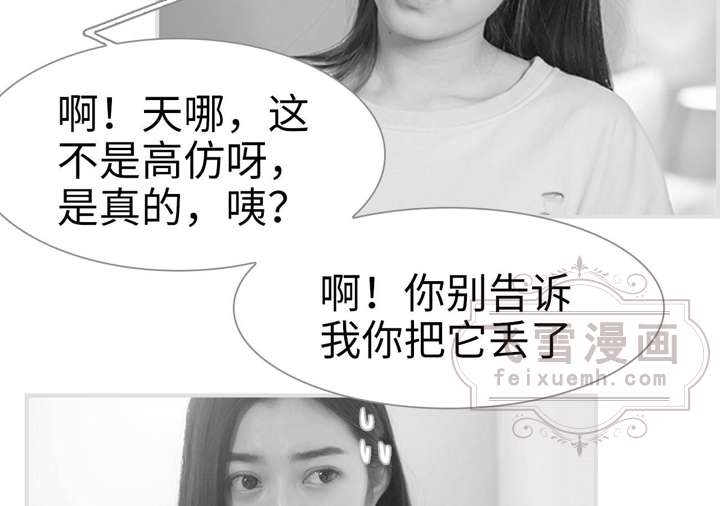 啊！天哪，这
不是高仿呀，
是真的，咦？
啊！你别告诉
我你把它丢了
飞雪漫画
feixuemh.com